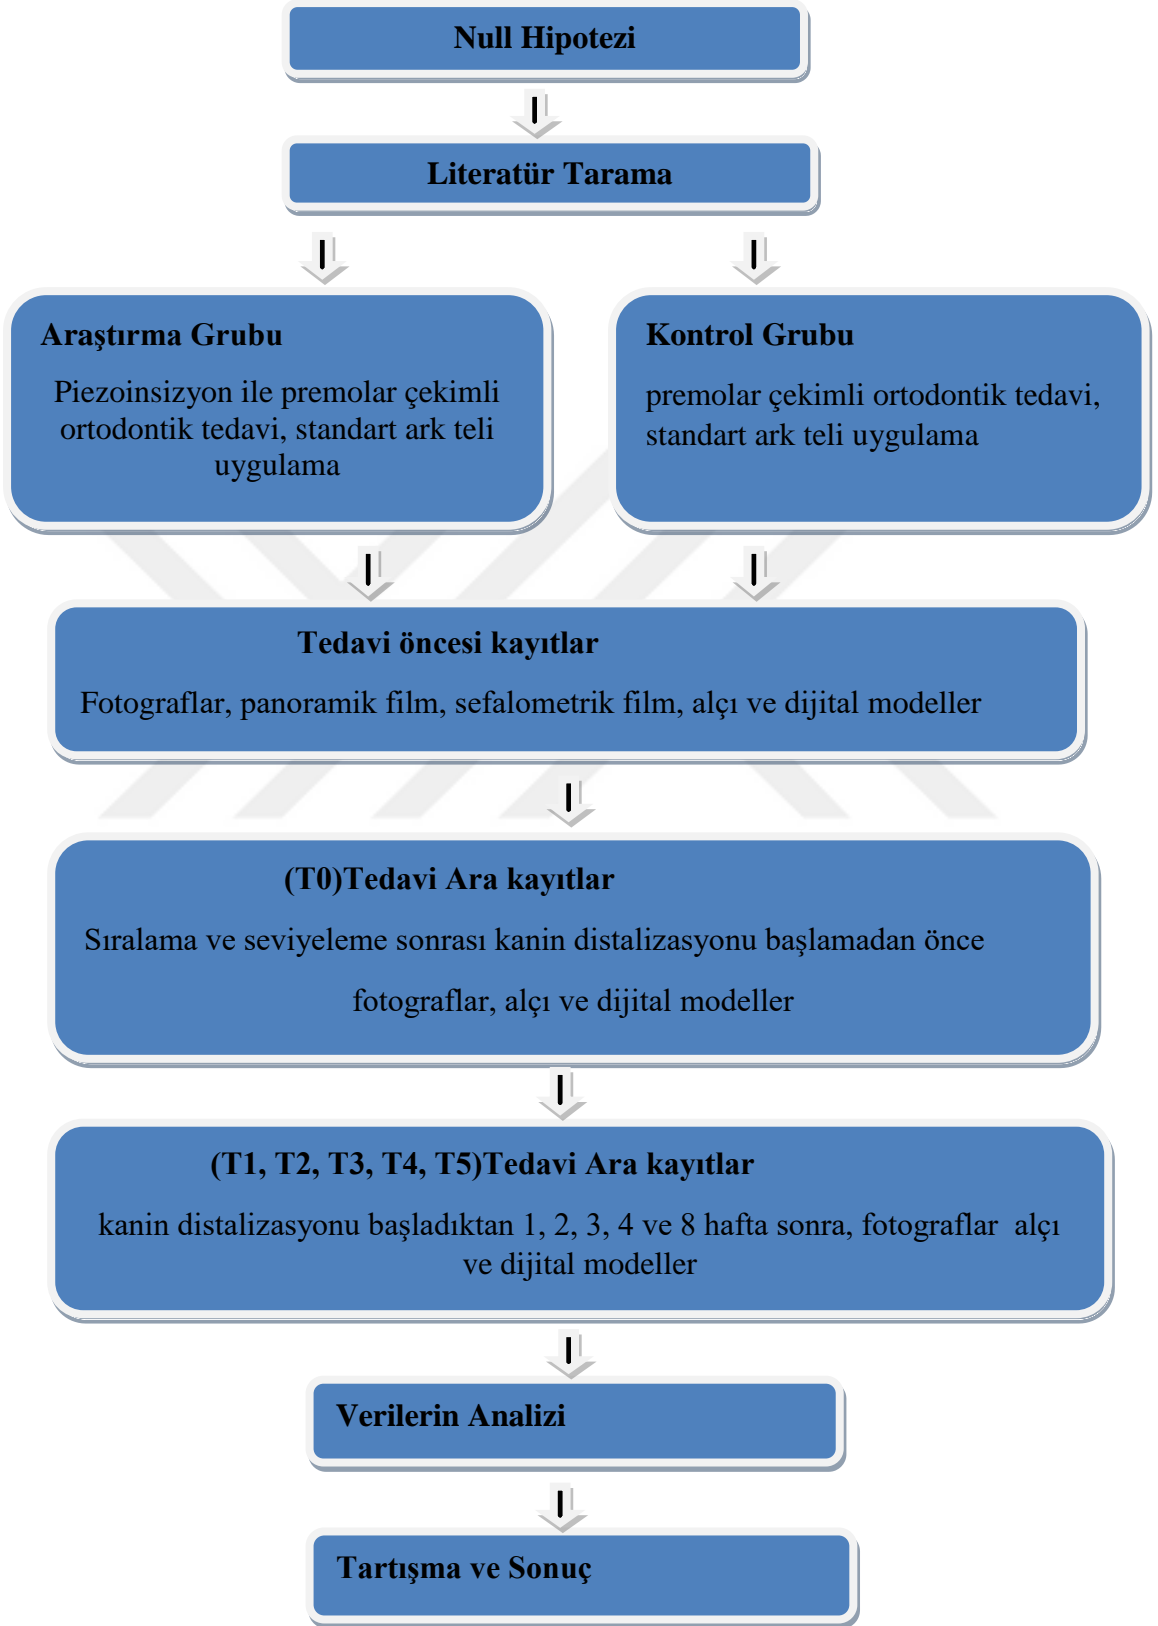 Null Hipotezi
Literatür Tarama
Araştırma Grubu
Piezoinsizyon ile premolar çekimli
ortodontik tedavi, standart ark teli
uygulama
Kontrol Grubu
premolar çekimli ortodontik tedavi,
standart ark teli uygulama
Tedavi öncesi kayıtlar
Fotograflar, panoramik film, sefalometrik film, alçı ve dijital modeller
(T0)Tedavi Ara kayıtlar
Sıralama ve seviyeleme sonrası kanin distalizasyonu başlamadan önce
fotograflar, alçı ve dijital modeller
(T1, T2, T3, T4, T5)Tedavi Ara kayıtlar
kanin distalizasyonu başladıktan 1, 2, 3, 4 ve 8 hafta sonra, fotograflar alçı
ve dijital modeller
Verilerin Analizi
Tartışma ve Sonuç